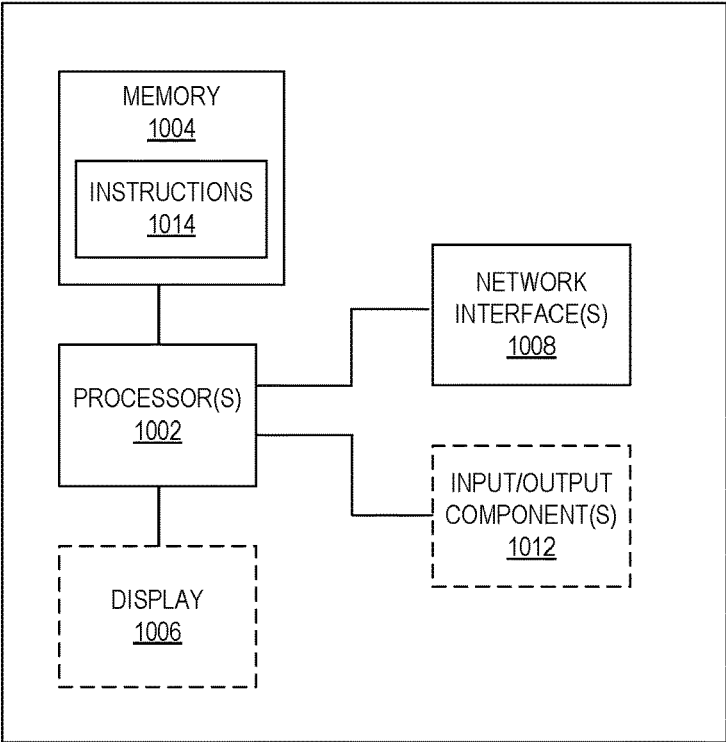 MEMORY
1004
INSTRUCTIONS
1014
NETWORK
INTERFACE(S)
1008
PROCESSOR(S)
1002
INPUT/OUTPUT
COMPONENT(S)
1012
DISPLAY
1006